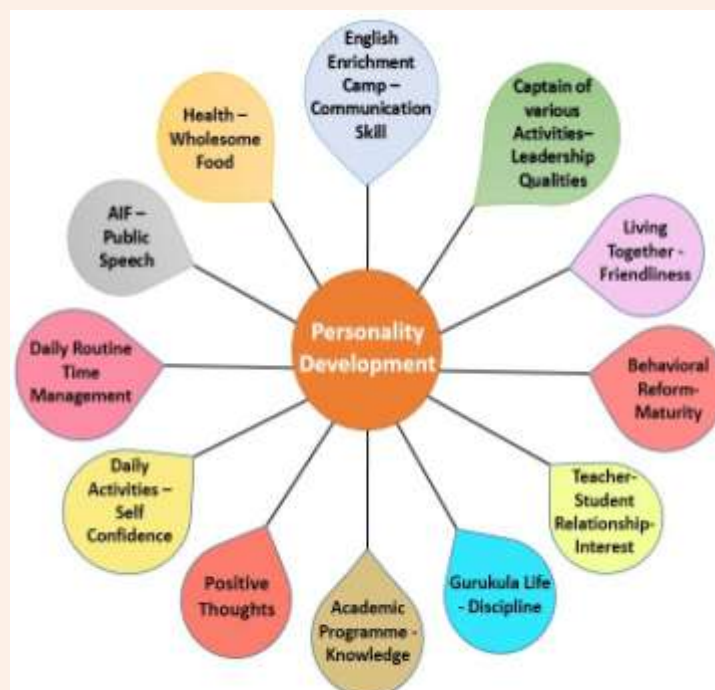 English
Enrichment
Camp –
Communication
Skill
Captain of
various
Activities–
Leadership
Qualities
Living
Together -
Friendliness
Behavioral
Reform-
Maturity
Teacher-
Student
Relationship-
Interest
Gurukula Life
- Discipline
Academic
Programme -
Knowledge
Positive
Thoughts
Daily
Activities –
Self
Confidence
Daily Routine
Time
Management
AIF –
Public
Speech
Health –
Wholesome
Food
Personality
Development